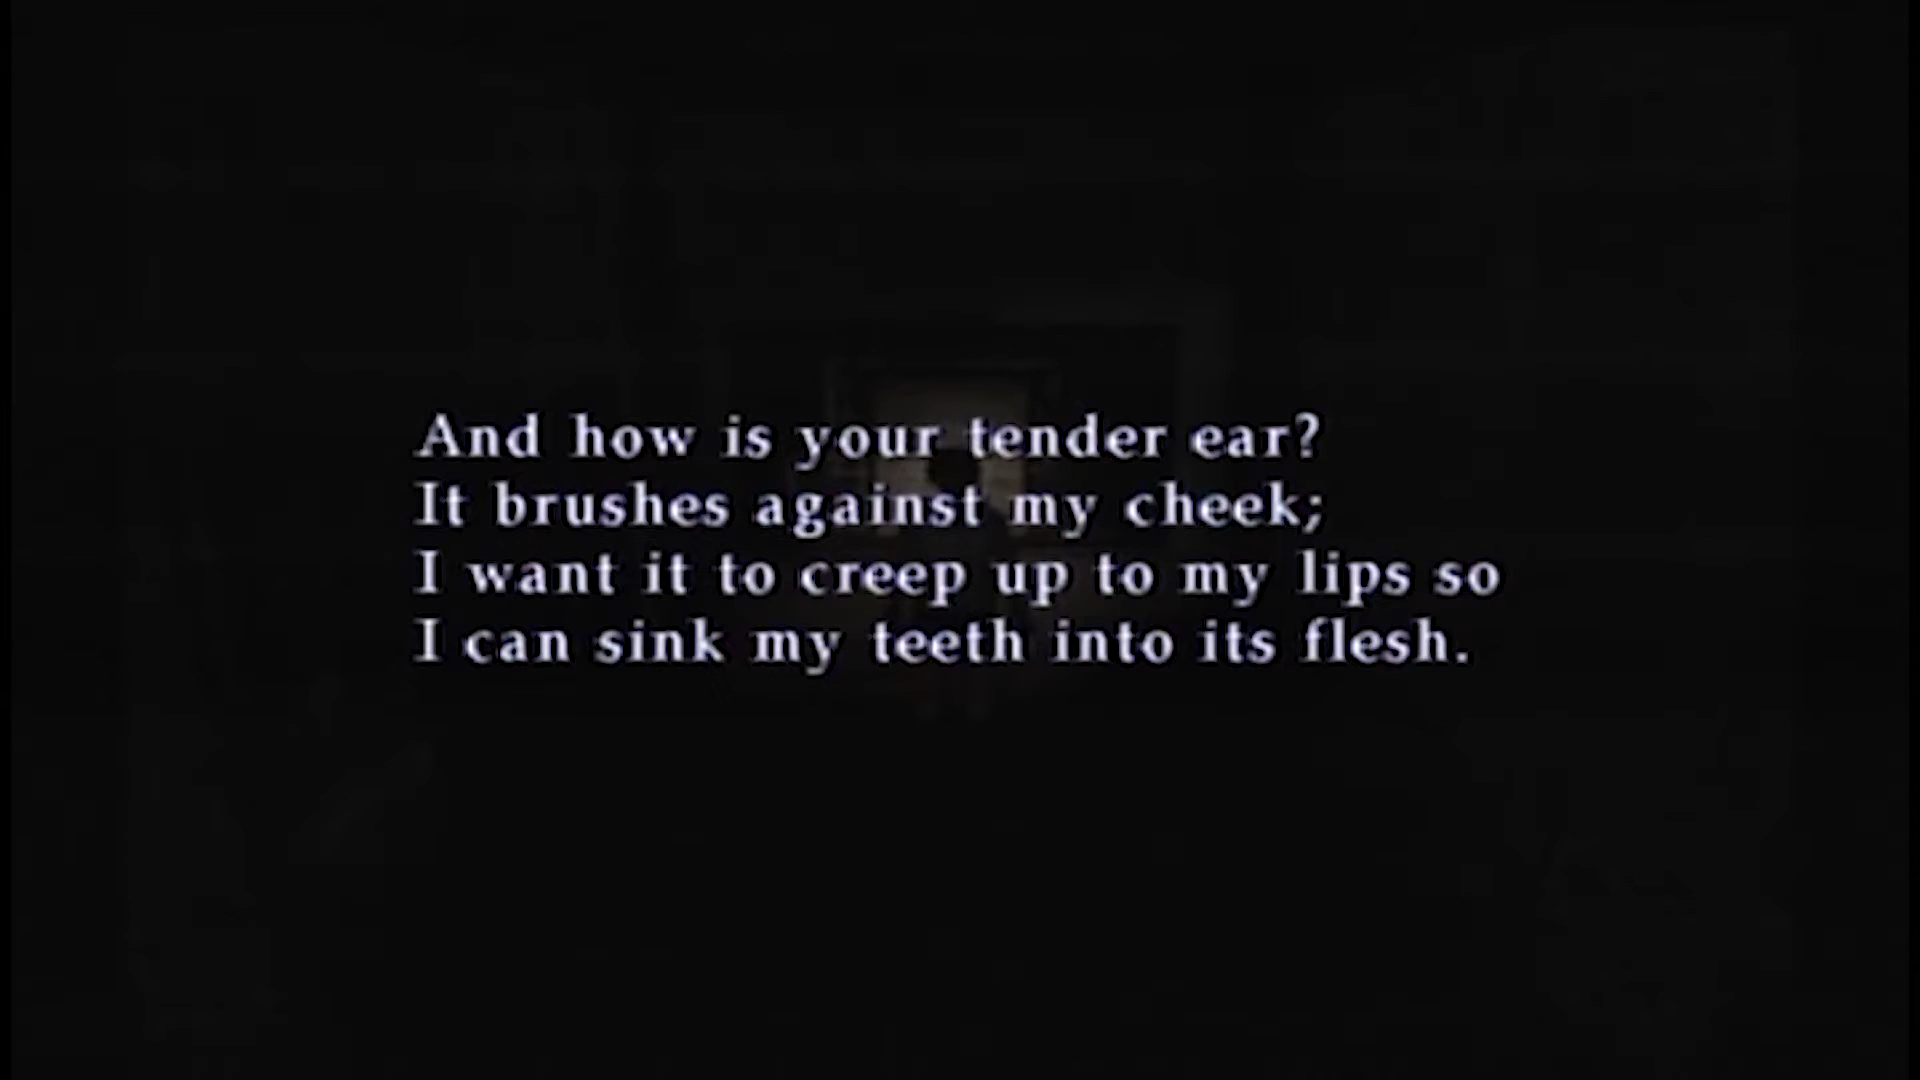 And how is your tender ear?
It brushes against my cheek;
I want it to creep up to my lips so
I can sink my teeth into its flesh.